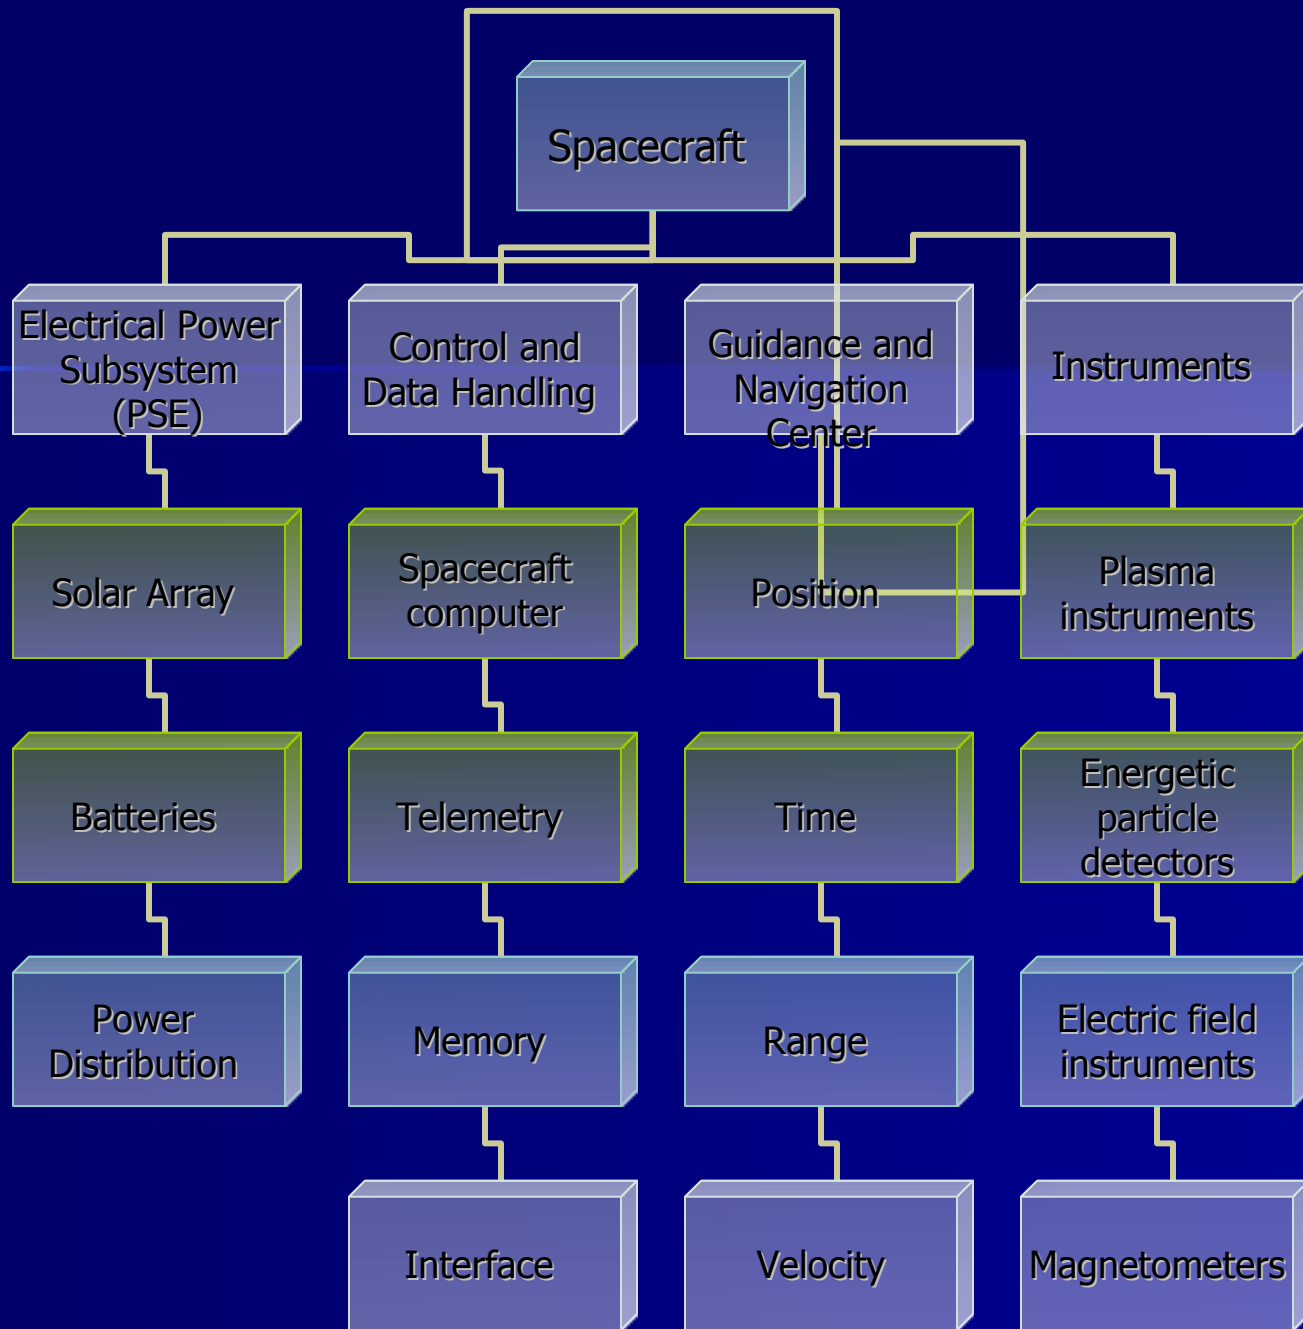 Spacecraft
Electrical Power
Subsystem
(PSE)
Control and
Data Handling
Guidance and
Navigation
Center
Instruments
Solar Array
Spacecraft
computer
Position
Plasma
instruments
Batteries
Telemetry
Time
Energetic
particle
detectors
Power
Distribution
Memory
Range
Electric field
instruments
Interface
Velocity
Magnetometers